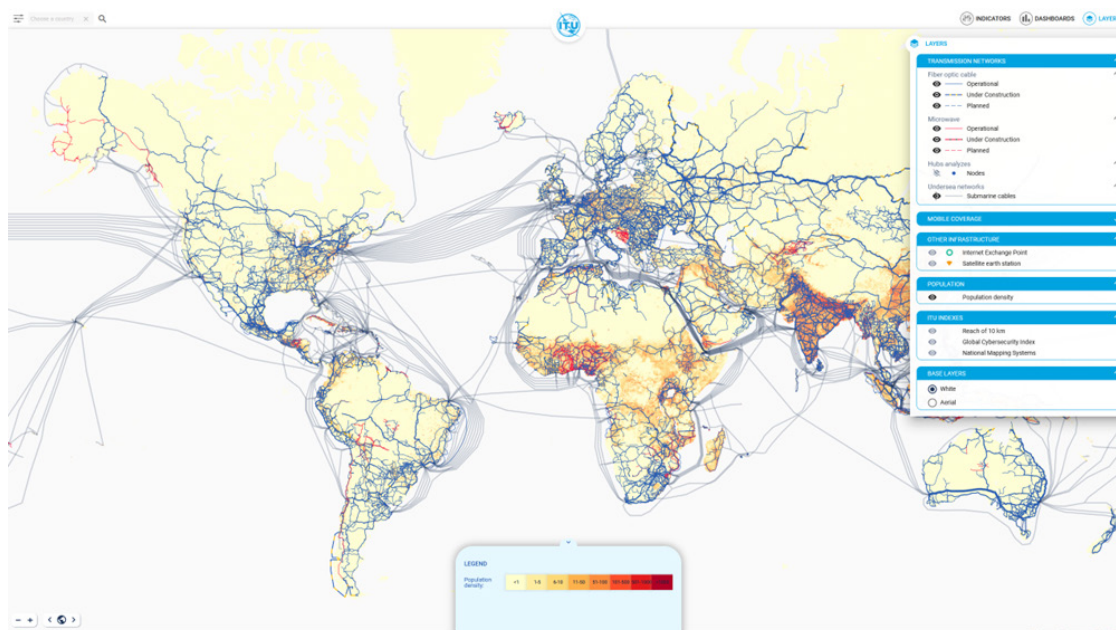 Choose a country
ITU
INDICATORS
DASHBOARDS
LAYER
LAYERS
TRANSMISSION NETWORKS
Fiber optic cable
Operational
Under Construction
Planned
Microwave
Operational
Under Construction
Planned
Hubs analyzes
Nodes
Undersea networks
Submarine cables
MOBILE COVERAGE
OTHER INFRASTRUCTURE
Internet Exchange Point
Satellite earth station
POPULATION
Population density
ITU INDEXES
Reach of 10 km
Global Cybersecurity Index
National Mapping Systems
BASE LAYERS
White
Aerial
LEGEND
Population
density:
<1 1-5 6-10 11-50 51-100